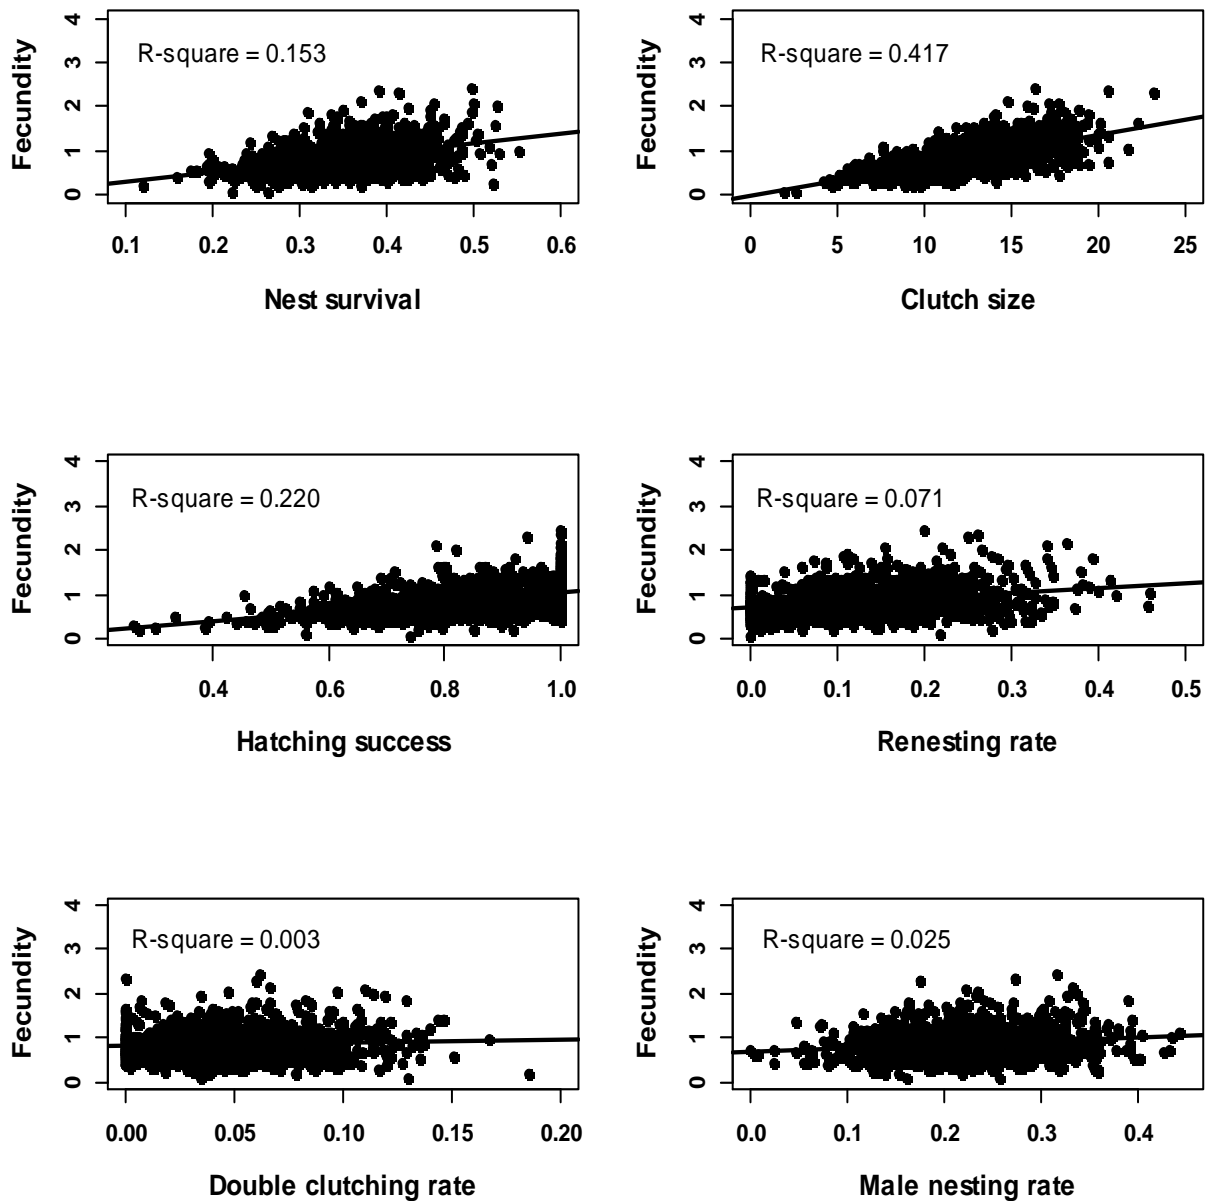 R-square = 0.153
Fecundity
4
3
2
1
0
0.1 0.2 0.3 0.4 0.5 0.6
Nest survival
R-square = 0.417
Fecundity
4
3
2
1
0
0 5 10 15 20 25
Clutch size
R-square = 0.220
Fecundity
4
3
2
1
0
0.4 0.6 0.8 1.0
Hatching success
R-square = 0.071
Fecundity
4
3
2
1
0
0.0 0.1 0.2 0.3 0.4 0.5
Renesting rate
R-square = 0.003
Fecundity
4
3
2
1
0
0.00 0.05 0.10 0.15 0.20
Double clutching rate
R-square = 0.025
Fecundity
4
3
2
1
0
0.0 0.1 0.2 0.3 0.4
Male nesting rate